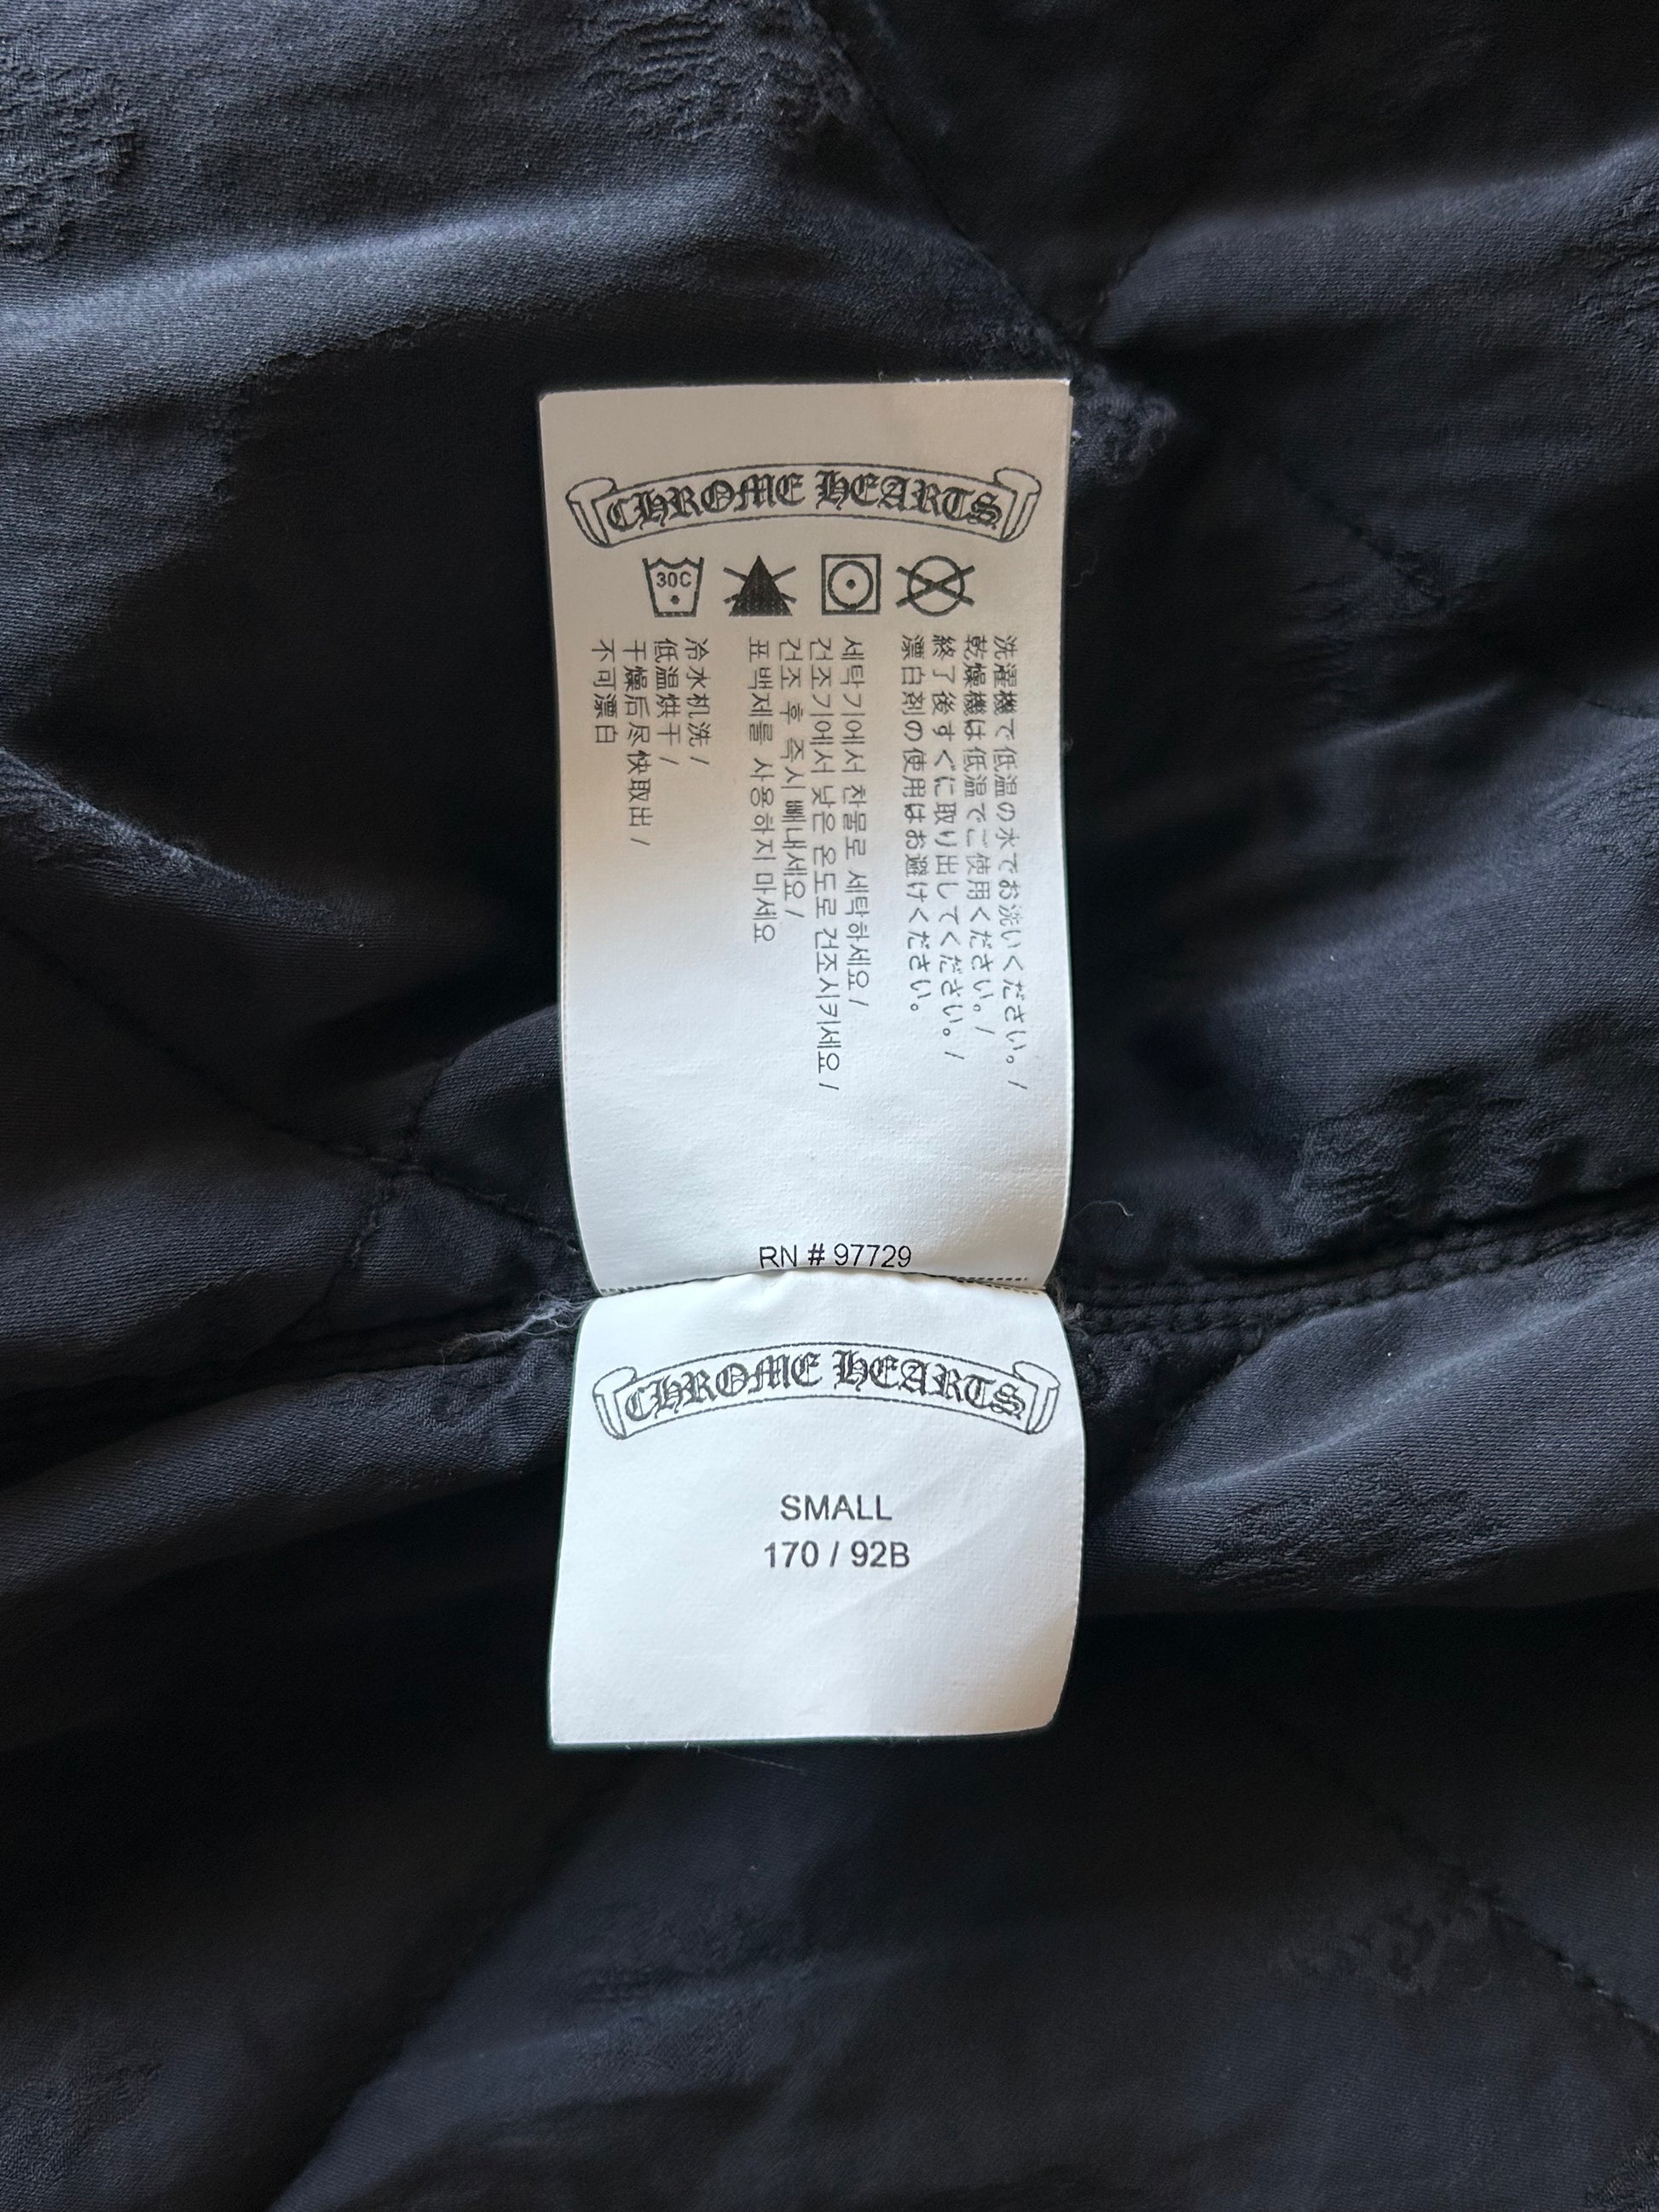 CHROME HEARTS
30C
洗濯機で低温の水でお洗いください。/
乾燥機は低温でご使用ください。/
終了後すぐに取り出してください。/
漂白剤の使用はお避けください。
세탁기에서 찬물로 세탁하세요 /
건조기에서 낮은 온도로 건조시키세요 /
건조 후 즉시 빼내세요 /
표백제를 사용하지 마세요
冷水机洗 /
低温烘干 /
干燥后尽快取出 /
不可漂白
RN # 97729
CHROME HEARTS
SMALL
170 / 92B